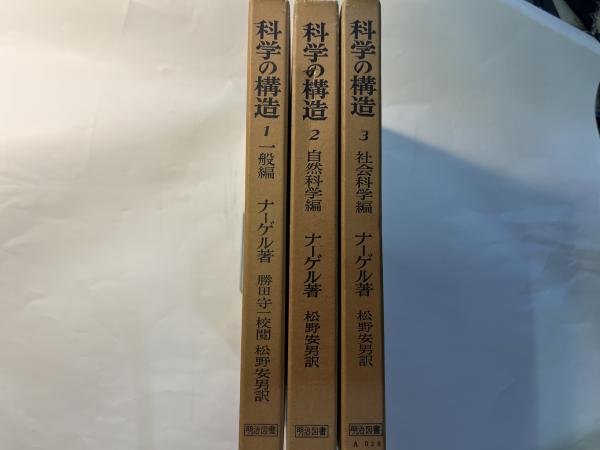 科学の構造 1 一般編 ナーゲル著 勝田守一校閲 松野安男訳
明治図書
科学の構造 2 自然科学編 ナーゲル著 松野安男訳
明治図書
科学の構造 3 社会科学編 ナーゲル著 松野安男訳
明治図書